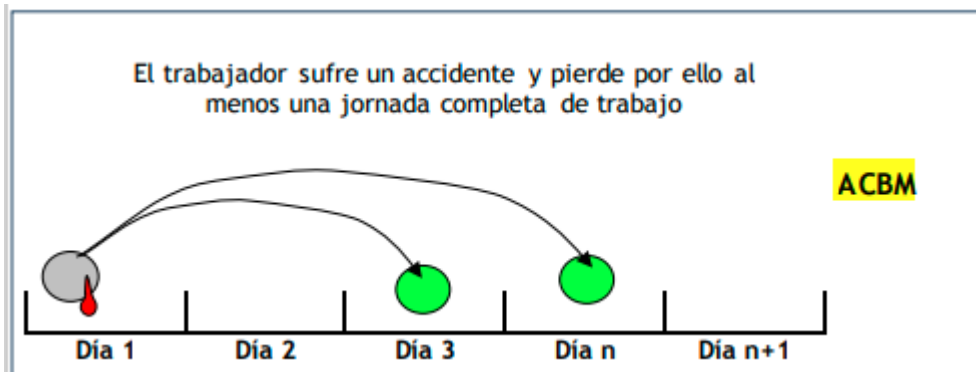 El trabajador sufre un accidente y pierde por ello al
menos una jornada completa de trabajo
ACBM
Día 1 Día 2 Día 3 Día n Día n+1